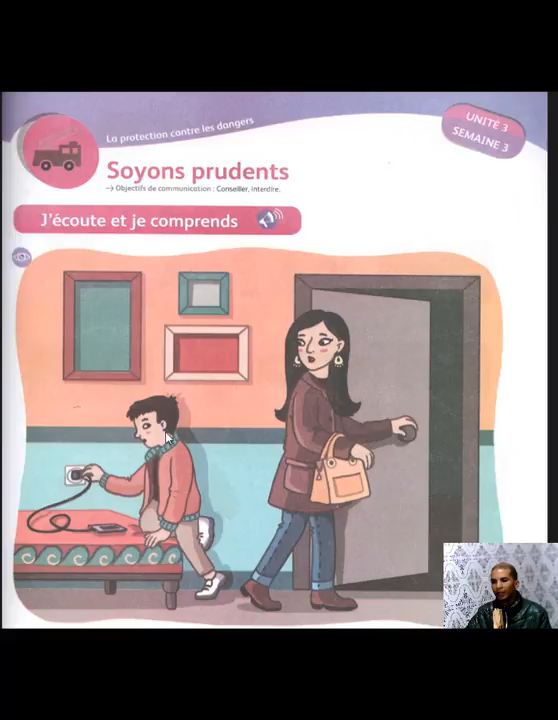 La protection contre les dangers
UNITÉ 3
SEMAINE 3
Soyons prudents
→ Objectifs de communication : Conseiller, Interdire.
J'écoute et je comprends